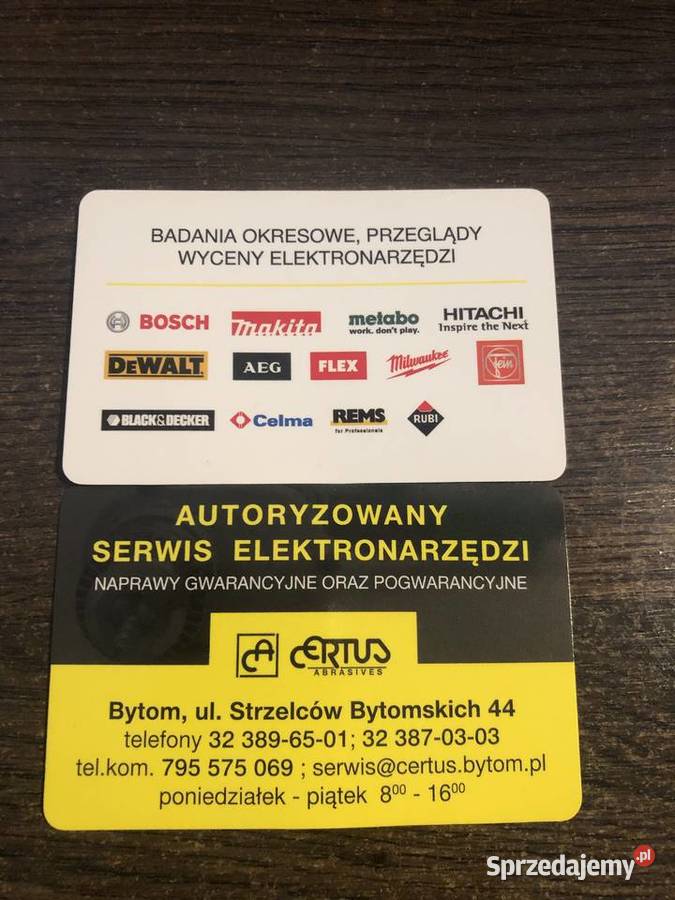 BADANIA OKRESOWE, PRZEGLĄDY
WYCENY ELEKTRONARZĘDZI
BOSCH makita metabo HITACHI
work. don't play. Inspire the Next
DEWALT AEG FLEX Milwaukee Fein
BLACK&DECKER Celma REMS RUBI
for Professionals
AUTORYZOWANY
SERWIS ELEKTRONARZĘDZI
NAPRAWY GWARANCYJNE ORAZ POGWARANCYJNE
CA CERTUS
ABRASIVES
Bytom, ul. Strzelców Bytomskich 44
telefony 32 389-65-01; 32 387-03-03
tel.kom. 795 575 069 ; serwis@certus.bytom.pl
poniedziałek - piątek 8⁰⁰ - 16⁰⁰
Sprzedajemy.pl